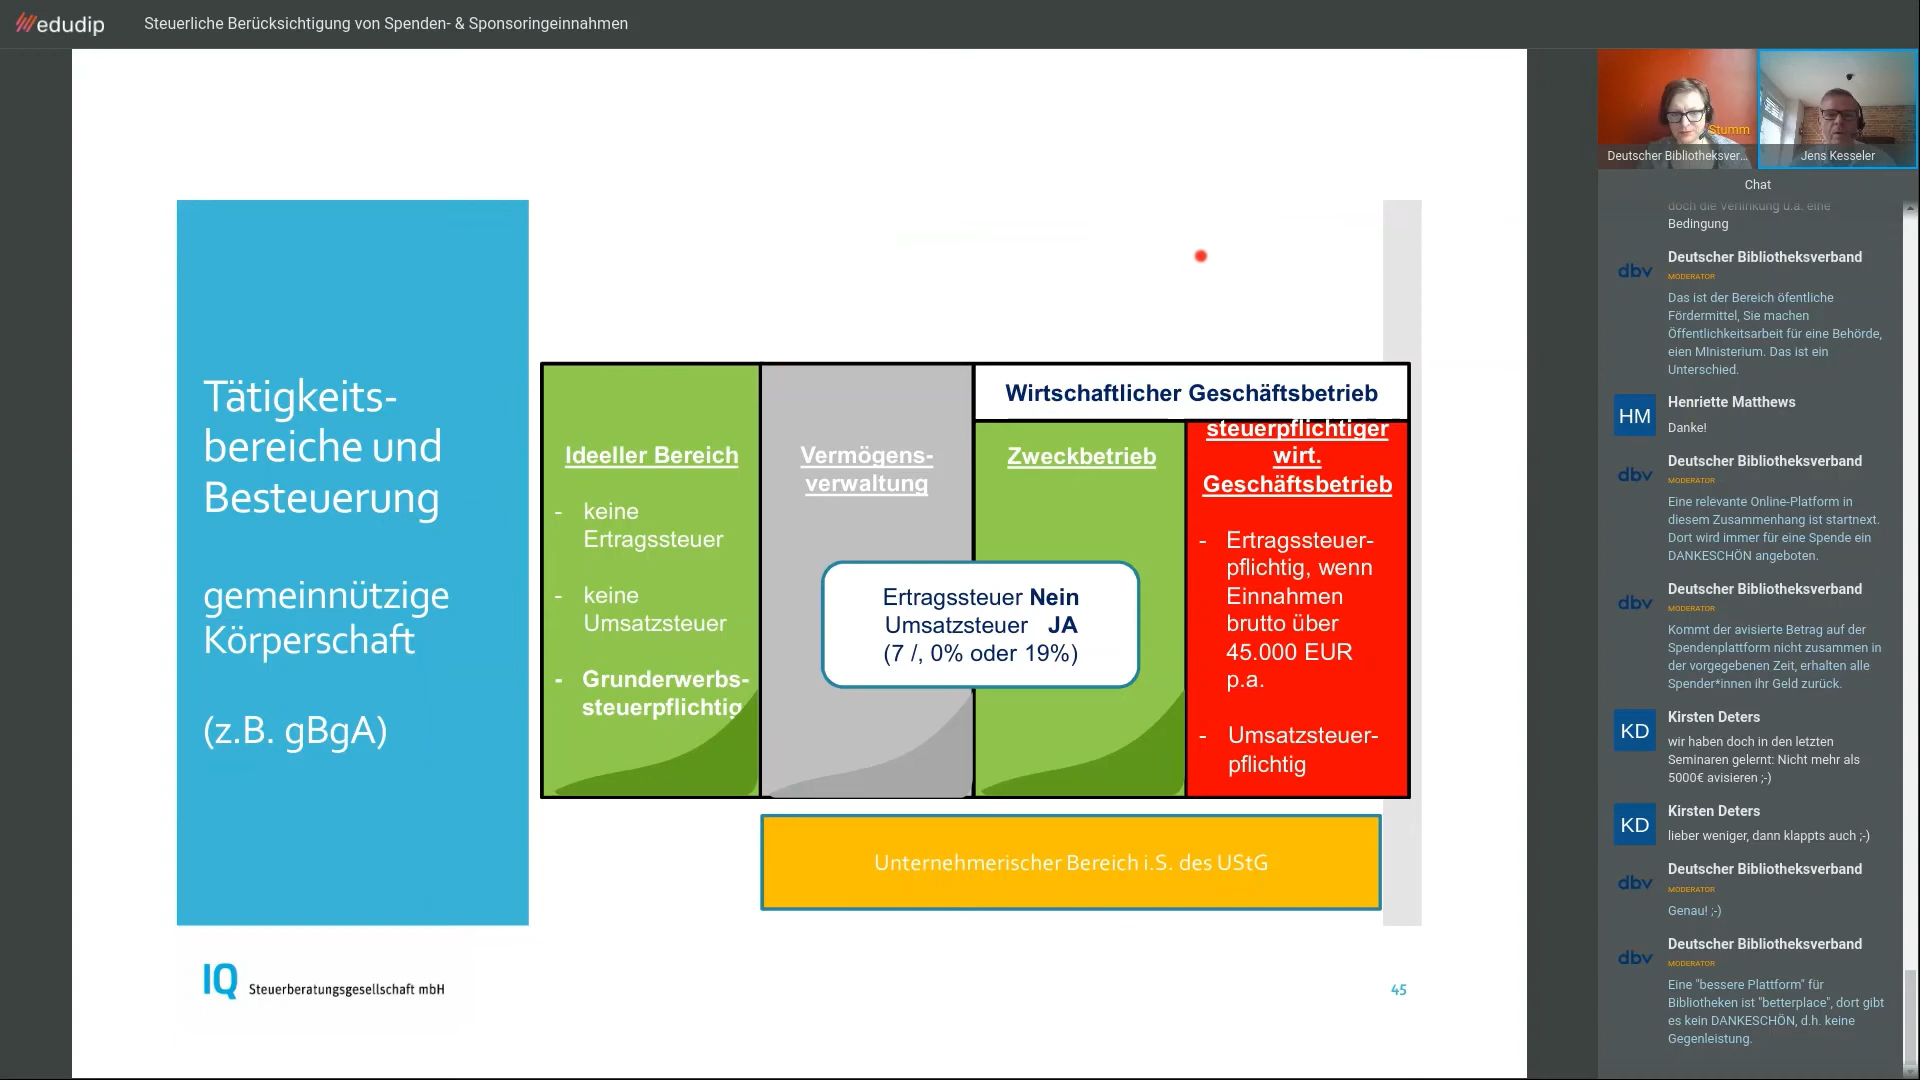 edudip
Steuerliche Berücksichtigung von Spenden- & Sponsoringeinnahmen
Tätigkeits-
bereiche und
Besteuerung
gemeinnützige
Körperschaft
(z.B. gBgA)
Ideeller Bereich
- keine
Ertragssteuer
- keine
Umsatzsteuer
- Grunderwerbs-
steuerpflichtig
Vermögens-
verwaltung
Wirtschaftlicher Geschäftsbetrieb
Zweckbetrieb
steuerpflichtiger
wirt.
Geschäftsbetrieb
- Ertragssteuer-
pflichtig, wenn
Einnahmen
brutto über
45.000 EUR
p.a.
- Umsatzsteuer-
pflichtig
Ertragssteuer Nein
Umsatzsteuer JA
(7 /, 0% oder 19%)
Unternehmerischer Bereich i.S. des UStG
IQ Steuerberatungsgesellschaft mbH
45
Stumm
Deutscher Bibliotheksver...
Jens Kesseler
Chat
doch die Verlinkung u.a. eine
Bedingung
dbv
Deutscher Bibliotheksverband
MODERATOR
Das ist der Bereich öfentliche
Fördermittel, Sie machen
Öffentlichkeitsarbeit für eine Behörde,
eien MInisterium. Das ist ein
Unterschied.
HM
Henriette Matthews
Danke!
dbv
Deutscher Bibliotheksverband
MODERATOR
Eine relevante Online-Platform in
diesem Zusammenhang ist startnext.
Dort wird immer für eine Spende ein
DANKESCHÖN angeboten.
dbv
Deutscher Bibliotheksverband
MODERATOR
Kommt der avisierte Betrag auf der
Spendenplattform nicht zusammen in
der vorgegebenen Zeit, erhalten alle
Spender*innen ihr Geld zurück.
KD
Kirsten Deters
wir haben doch in den letzten
Seminaren gelernt: Nicht mehr als
5000€ avisieren ;-)
KD
Kirsten Deters
lieber weniger, dann klappts auch ;-)
dbv
Deutscher Bibliotheksverband
MODERATOR
Genau! ;-)
dbv
Deutscher Bibliotheksverband
MODERATOR
Eine "bessere Plattform" für
Bibliotheken ist "betterplace", dort gibt
es kein DANKESCHÖN, d.h. keine
Gegenleistung.